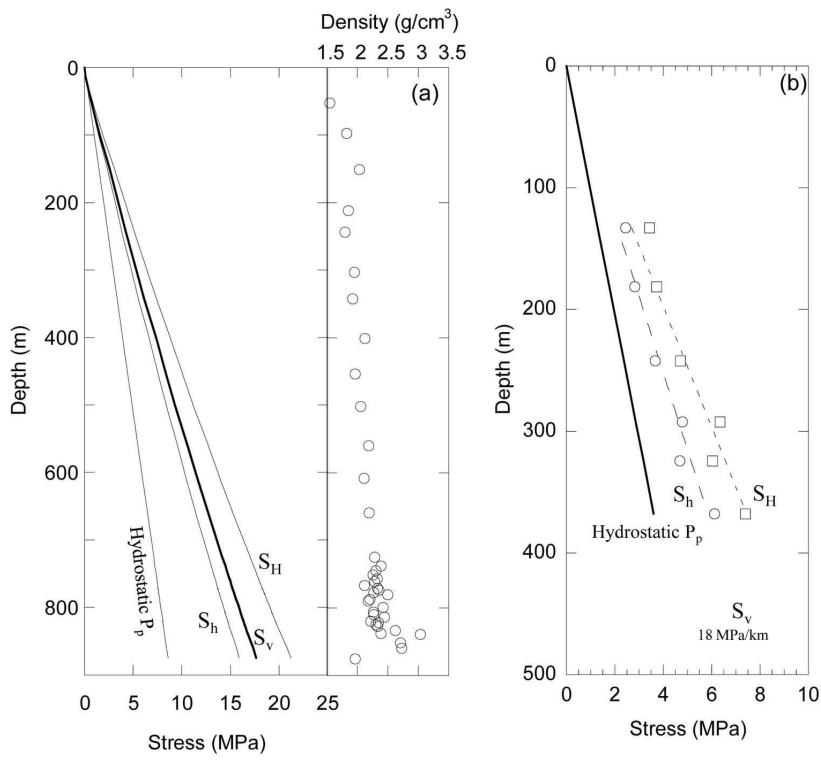 Density (g/cm³)
1.5 2 2.5 3 3.5
(a)
0
200
400
600
800
Depth (m)
Hydrostatic Pp
Sh
Sv
SH
0 5 10 15 20 25
Stress (MPa)
(b)
0
100
200
300
400
500
Depth (m)
Sh
SH
Hydrostatic Pp
Sv
18 MPa/km
0 2 4 6 8 10
Stress (MPa)